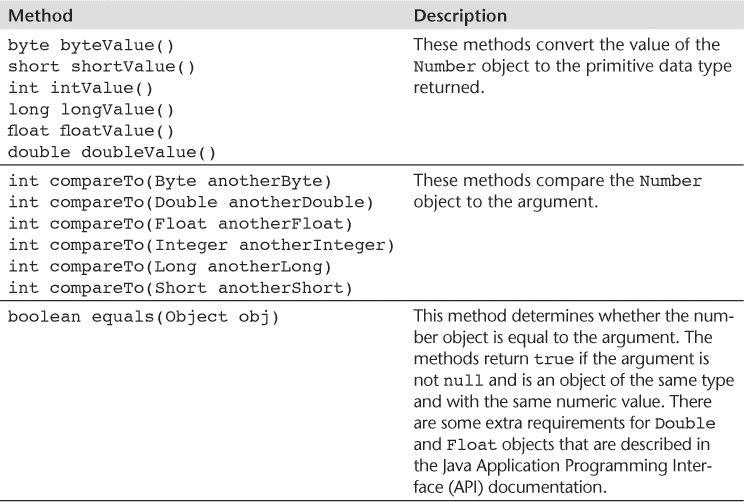 Method Description
byte byteValue() These methods convert the value of the
short shortValue() Number object to the primitive data type
int intValue() returned.
long longValue()
float floatValue()
double doubleValue()
int compareTo(Byte anotherByte) These methods compare the Number
int compareTo(Double anotherDouble) object to the argument.
int compareTo(Float anotherFloat)
int compareTo(Integer anotherInteger)
int compareTo(Long anotherLong)
int compareTo(Short anotherShort)
boolean equals(Object obj) This method determines whether the num-
ber object is equal to the argument. The
methods return true if the argument is
not null and is an object of the same type
and with the same numeric value. There
are some extra requirements for Double
and Float objects that are described in
the Java Application Programming Inter-
face (API) documentation.